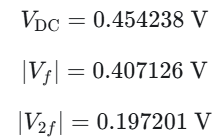 V_DC = 0.454238 V
|V_f| = 0.407126 V
|V_2f| = 0.197201 V